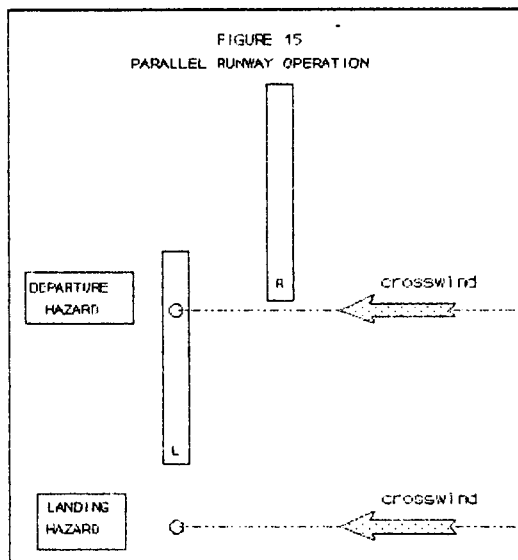 FIGURE 15
PARALLEL RUNWAY OPERATION
R
DEPARTURE
HAZARD
crosswind
L
LANDING
HAZARD
crosswind